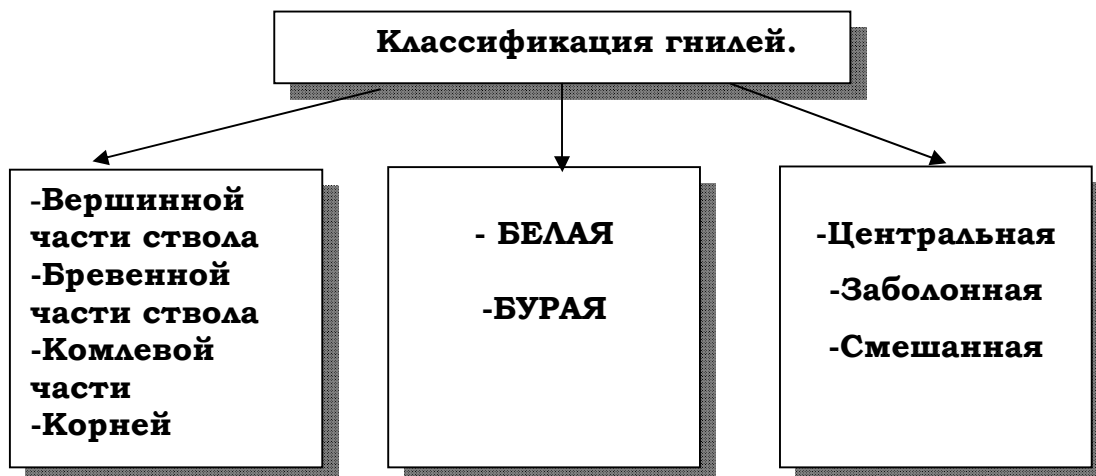 Классификация гнилей.
-Вершинной
части ствола
-Бревенной
части ствола
-Комлевой
части
-Корней
- БЕЛАЯ
-БУРАЯ
-Центральная
-Заболонная
-Смешанная